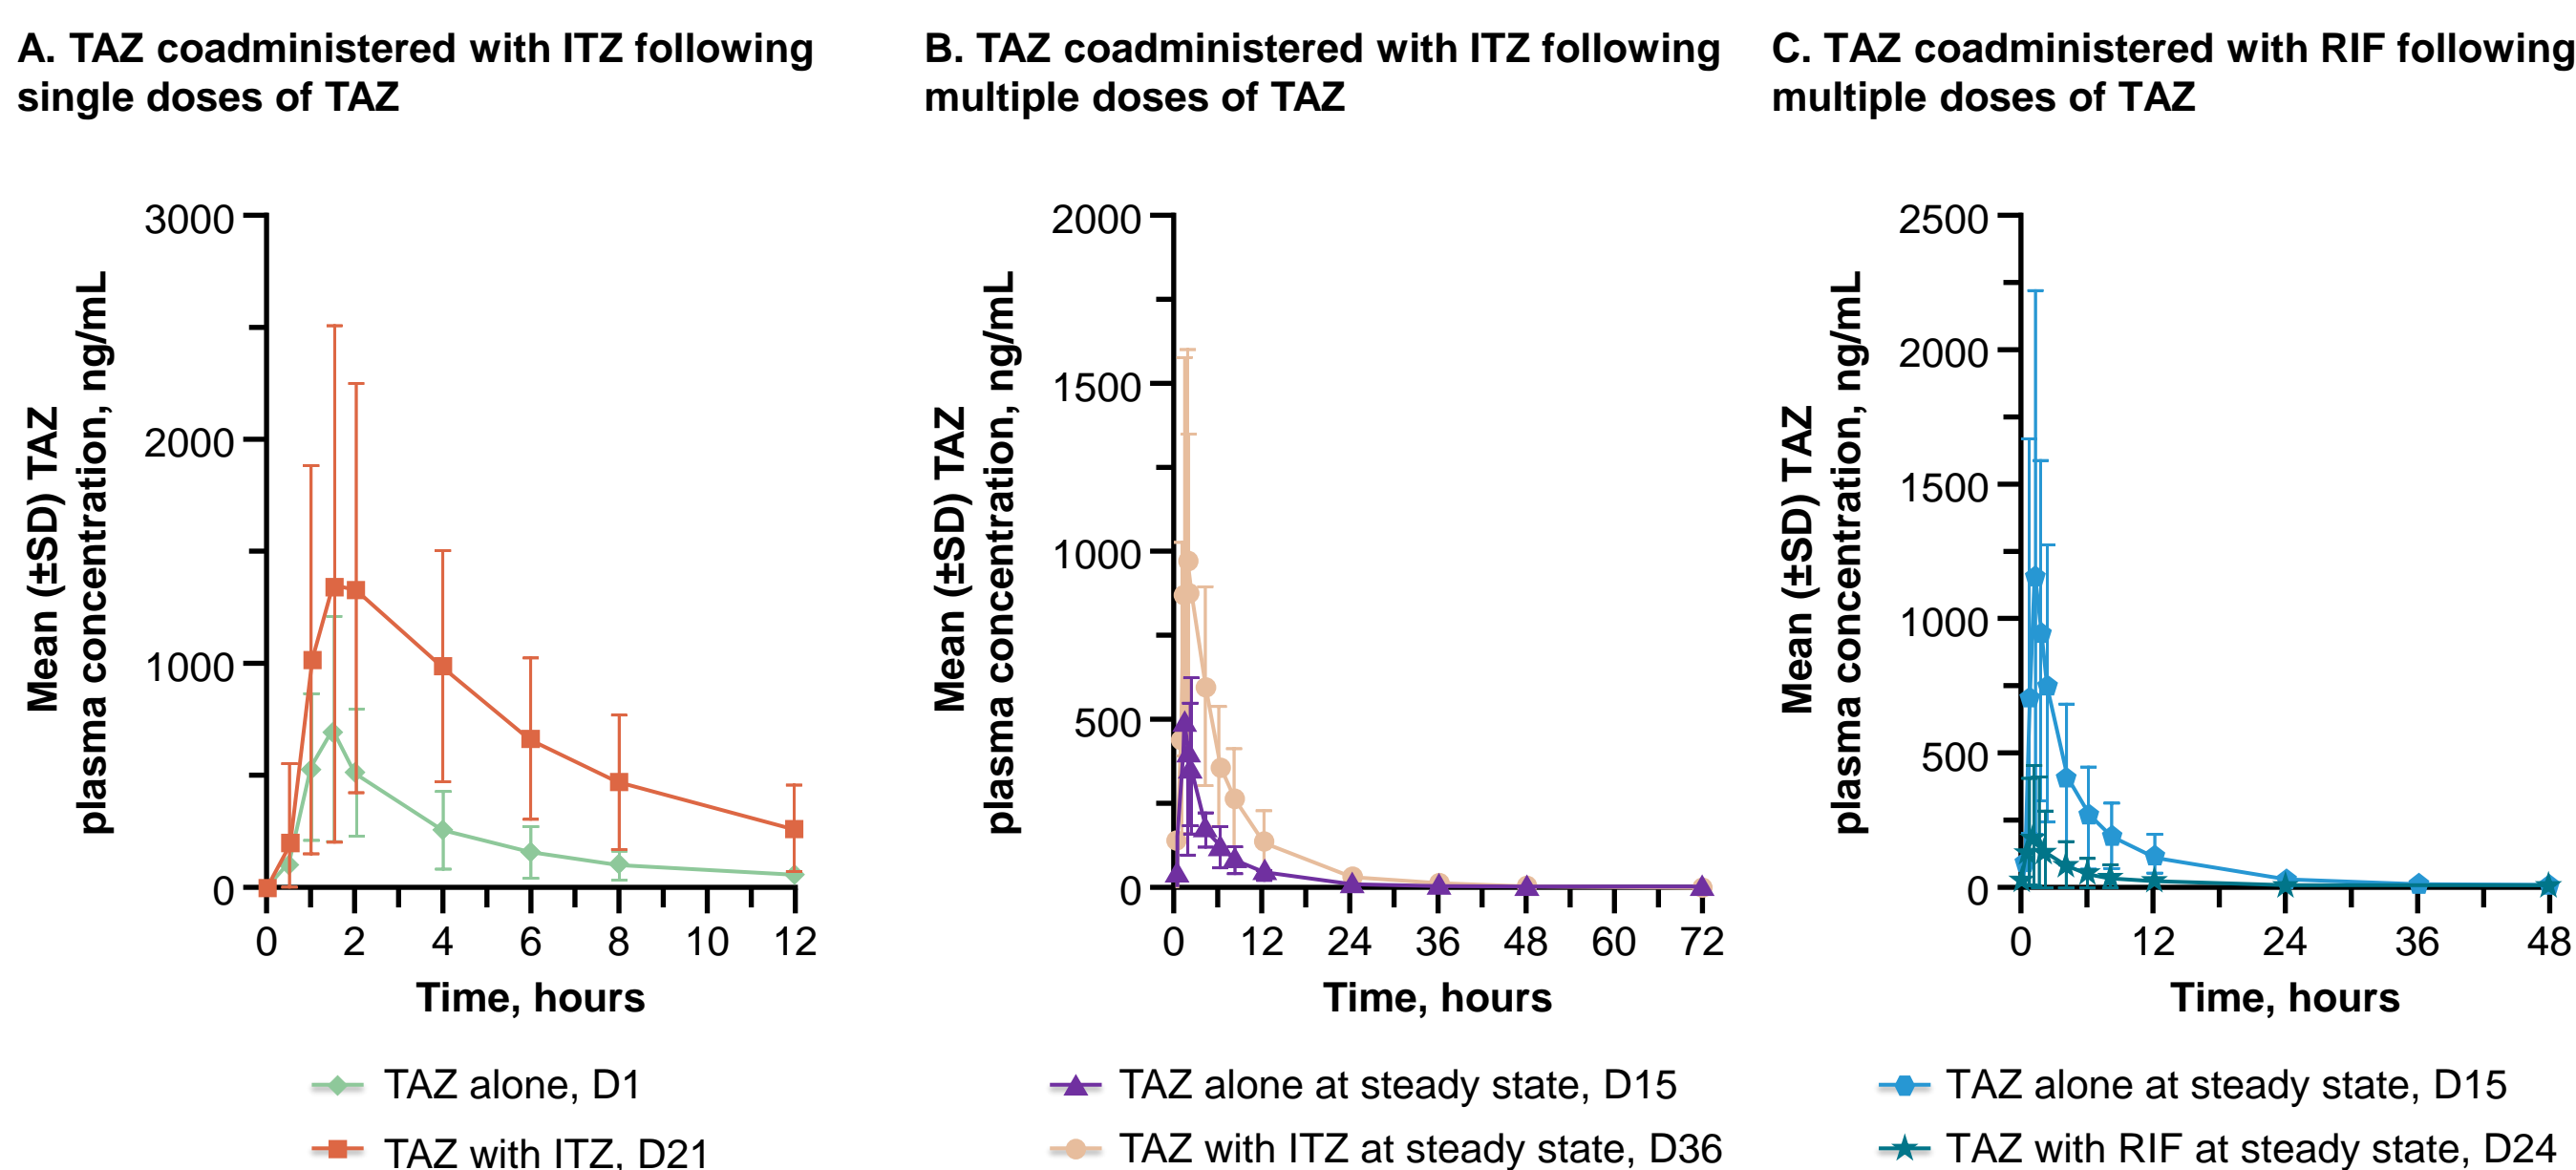 A. TAZ coadministered with ITZ following
single doses of TAZ
Mean (±SD) TAZ
plasma concentration, ng/mL
3000
2000
1000
0
0 2 4 6 8 10 12
Time, hours
TAZ alone, D1
TAZ with ITZ, D21
B. TAZ coadministered with ITZ following
multiple doses of TAZ
Mean (±SD) TAZ
plasma concentration, ng/mL
2000
1500
1000
500
0
0 12 24 36 48 60 72
Time, hours
TAZ alone at steady state, D15
TAZ with ITZ at steady state, D36
C. TAZ coadministered with RIF following
multiple doses of TAZ
Mean (±SD) TAZ
plasma concentration, ng/mL
2500
2000
1500
1000
500
0
0 12 24 36 48
Time, hours
TAZ alone at steady state, D15
TAZ with RIF at steady state, D24